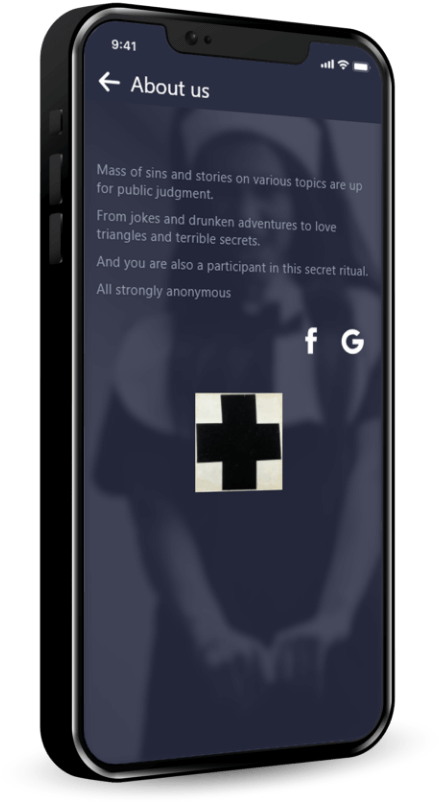 9:41
About us
Mass of sins and stories on various topics are up
for public judgment.
From jokes and drunken adventures to love
triangles and terrible secrets.
And you are also a participant in this secret ritual.
All strongly anonymous
f G